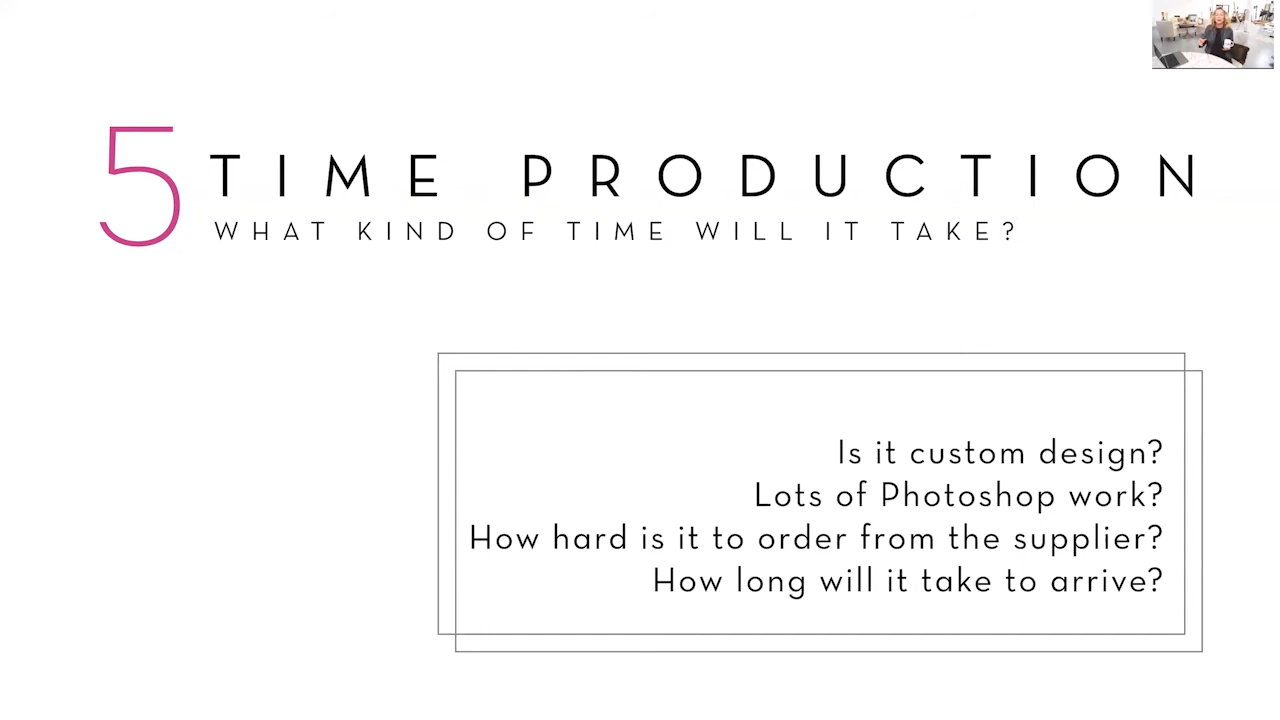 5 TIME PRODUCTION
WHAT KIND OF TIME WILL IT TAKE?
Is it custom design?
Lots of Photoshop work?
How hard is it to order from the supplier?
How long will it take to arrive?